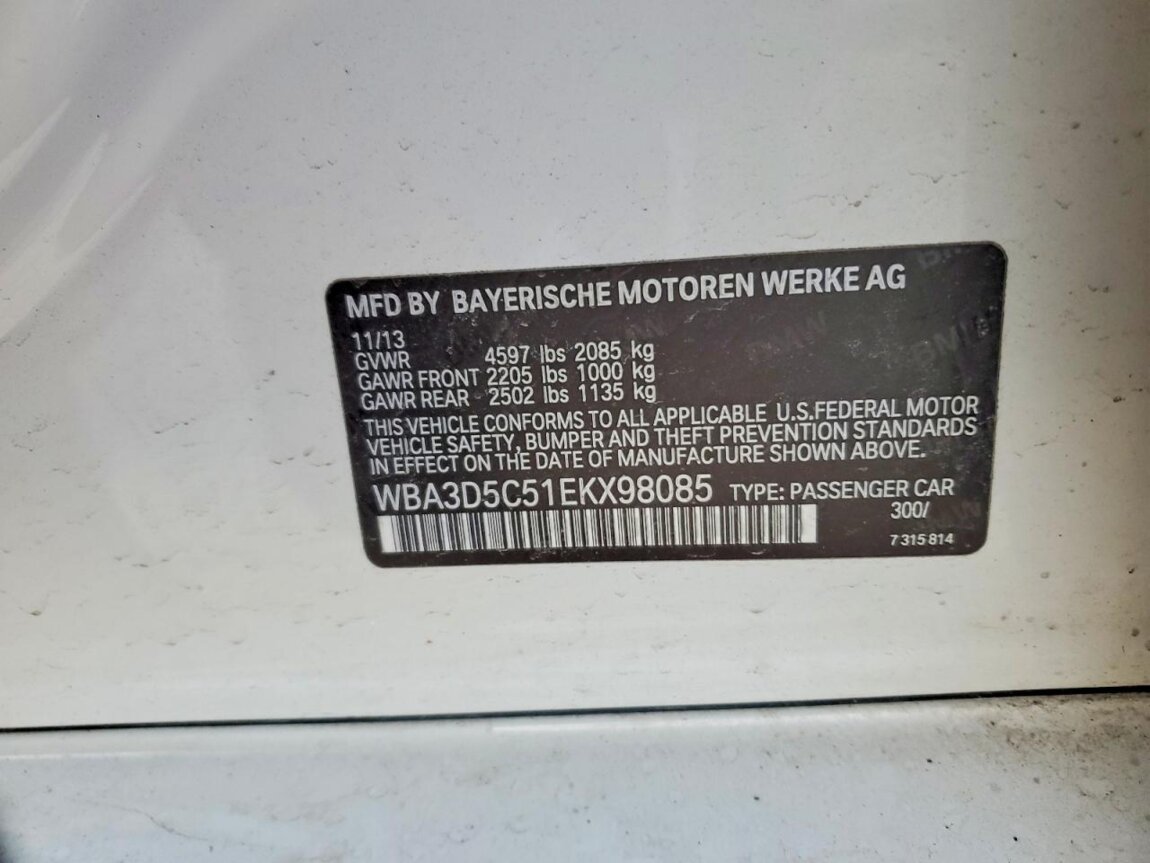 MFD BY BAYERISCHE MOTOREN WERKE AG
11/13
GVWR 4597 lbs 2085 kg
GAWR FRONT 2205 lbs 1000 kg
GAWR REAR 2502 lbs 1135 kg
THIS VEHICLE CONFORMS TO ALL APPLICABLE U.S.FEDERAL MOTOR
VEHICLE SAFETY, BUMPER AND THEFT PREVENTION STANDARDS
IN EFFECT ON THE DATE OF MANUFACTURE SHOWN ABOVE.
WBA3D5C51EKX98085 TYPE: PASSENGER CAR
300/
7 315 814